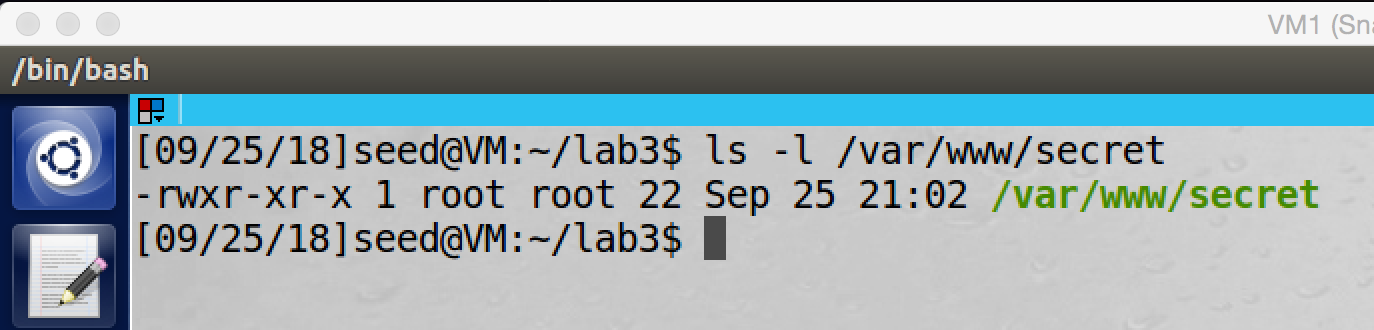 VM1 (Sna
/bin/bash
[09/25/18]seed@VM:~/lab3$ ls -l /var/www/secret
-rwxr-xr-x 1 root root 22 Sep 25 21:02 /var/www/secret
[09/25/18]seed@VM:~/lab3$